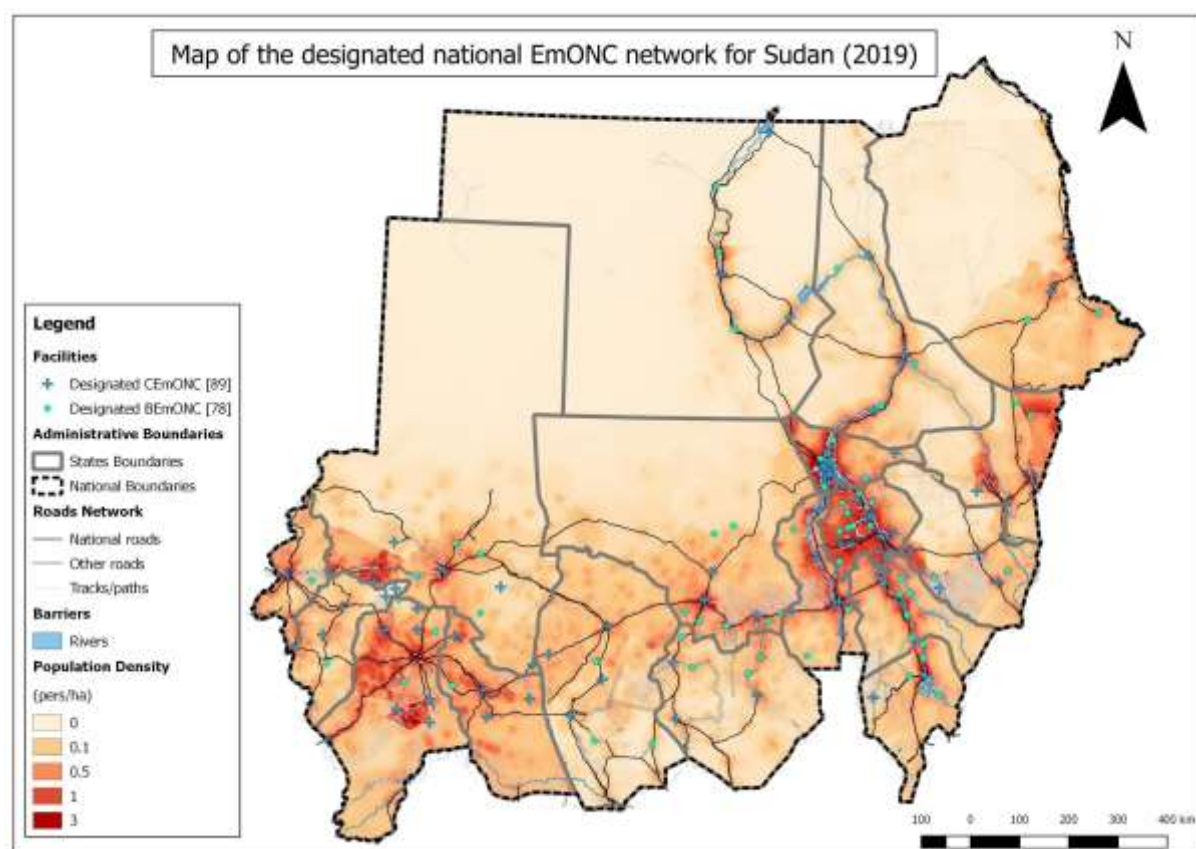 Map of the designated national EmONC network for Sudan (2019)
N
Legend
Facilities
Designated CEmONC [89]
Designated BEmONC [78]
Administrative Boundaries
States Boundaries
National Boundaries
Roads Network
National roads
Other roads
Tracks/paths
Barriers
Rivers
Population Density
(pers/ha)
0
0.1
0.5
1
3
100 0 100 200 300 400 km